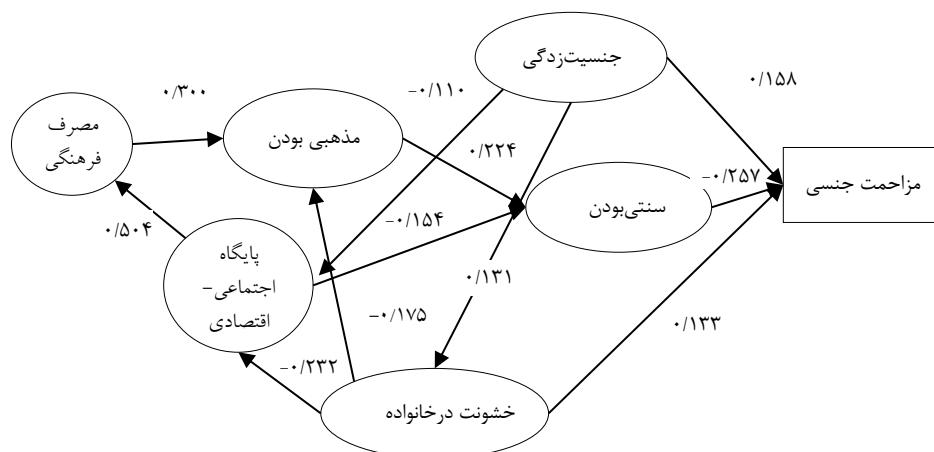 جنسیت‌زدگی
۰/۱۵۸
۰/۳۰۰
-۰/۱۱۰
مصرف
فرهنگی
مذهبی بودن
۰/۲۲۴
-۰/۲۵۷
مزاحمت جنسی
سنتی‌بودن
-۰/۱۵۴
۰/۵۰۴
پایگاه
اجتماعی-
اقتصادی
۰/۱۳۱
-۰/۱۷۵
۰/۱۳۳
-۰/۲۳۲
خشونت درخانواده